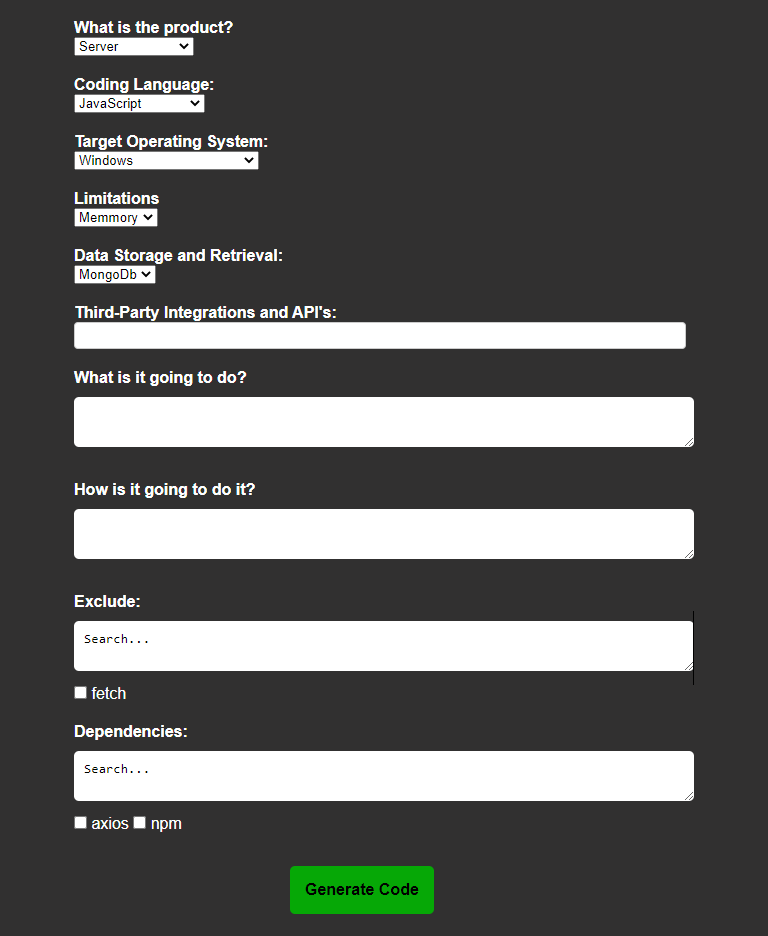 What is the product?
Server
Coding Language:
JavaScript
Target Operating System:
Windows
Limitations
Memmory
Data Storage and Retrieval:
MongoDb
Third-Party Integrations and API's:
What is it going to do?
How is it going to do it?
Exclude:
Search...
fetch
Dependencies:
Search...
axios npm
Generate Code